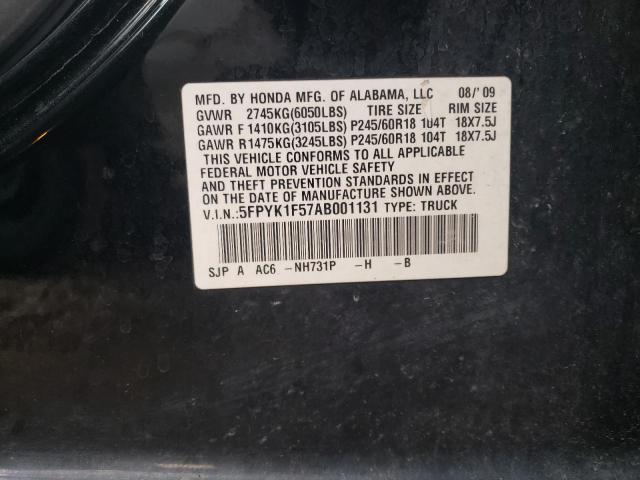 MFD. BY HONDA MFG. OF ALABAMA, LLC 08/'09
GVWR 2745KG(6050LBS) TIRE SIZE RIM SIZE
GAWR F 1410KG(3105LBS) P245/60R18 104T 18X7.5J
GAWR R 1475KG(3245LBS) P245/60R18 104T 18X7.5J
THIS VEHICLE CONFORMS TO ALL APPLICABLE
FEDERAL MOTOR VEHICLE SAFETY
AND THEFT PREVENTION STANDARDS IN EFFECT
ON THE DATE OF MANUFACTURE SHOWN ABOVE.
V.I.N.:5FPYK1F57AB001131 TYPE: TRUCK
SJP A AC6 -NH731P -H -B